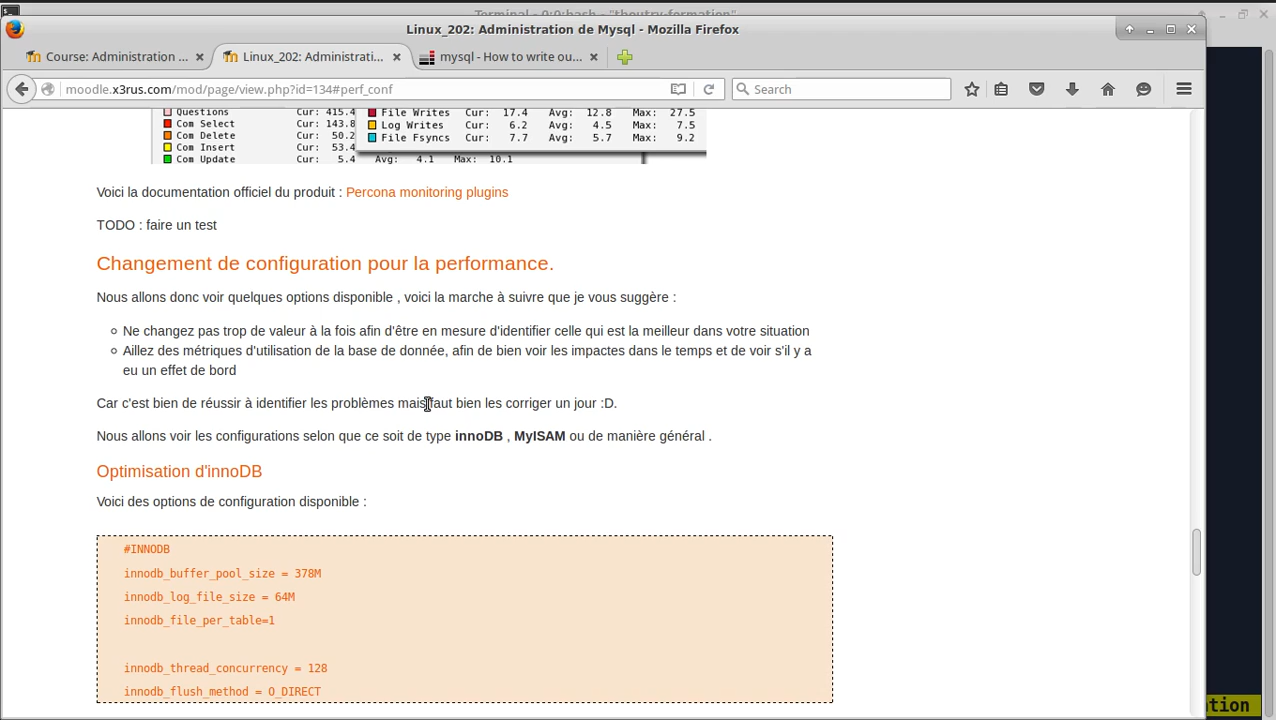 Terminal - 0:0:bash - "theutry-formation"
Linux_202: Administration de Mysql - Mozilla Firefox
Course: Administration ...
Linux_202: Administrati...
mysql - How to write ou...
moodle.x3rus.com/mod/page/view.php?id=134#perf_conf
Search
Questions Cur: 415.4
Com Select Cur: 143.8
Com Delete Cur: 50.2
Com Insert Cur: 53.4
Com Update Cur: 5.4 Avg: 4.1 Max: 10.1
File Writes Cur: 17.4 Avg: 12.8 Max: 27.5
Log Writes Cur: 6.2 Avg: 4.5 Max: 7.5
File Fsyncs Cur: 7.7 Avg: 5.7 Max: 9.2
Voici la documentation officiel du produit : Percona monitoring plugins
TODO : faire un test
Changement de configuration pour la performance.
Nous allons donc voir quelques options disponible , voici la marche à suivre que je vous suggère :
Ne changez pas trop de valeur à la fois afin d'être en mesure d'identifier celle qui est la meilleur dans votre situation
Aillez des métriques d'utilisation de la base de donnée, afin de bien voir les impactes dans le temps et de voir s'il y a
eu un effet de bord
Car c'est bien de réussir à identifier les problèmes mais faut bien les corriger un jour :D.
Nous allons voir les configurations selon que ce soit de type innoDB , MyISAM ou de manière général .
Optimisation d'innoDB
Voici des options de configuration disponible :
#INNODB
innodb_buffer_pool_size = 378M
innodb_log_file_size = 64M
innodb_file_per_table=1
innodb_thread_concurrency = 128
innodb_flush_method = O_DIRECT
ation